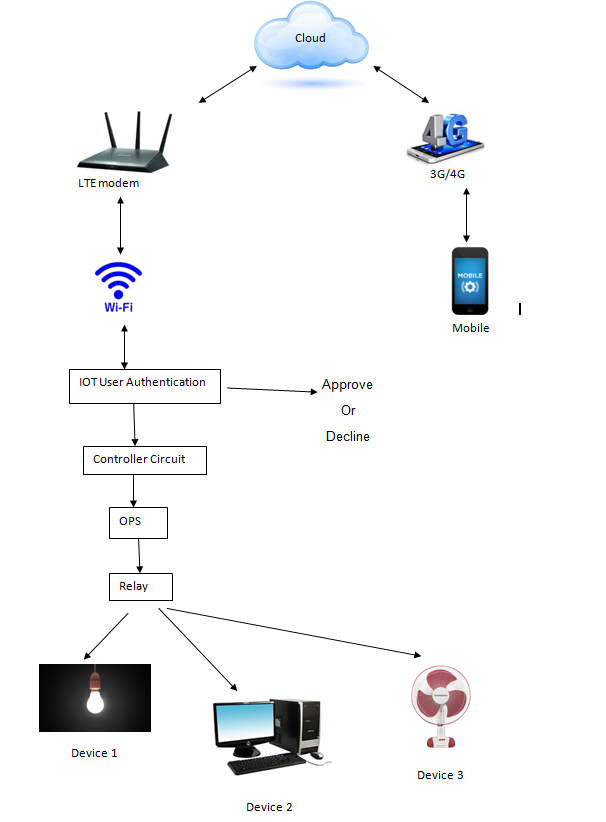 Cloud
4G
LTE modem
3G/4G
MOBILE
Wi-Fi
Mobile
IOT User Authentication
Approve
Or
Decline
Controller Circuit
OPS
Relay
Device 1
Device 2
Device 3